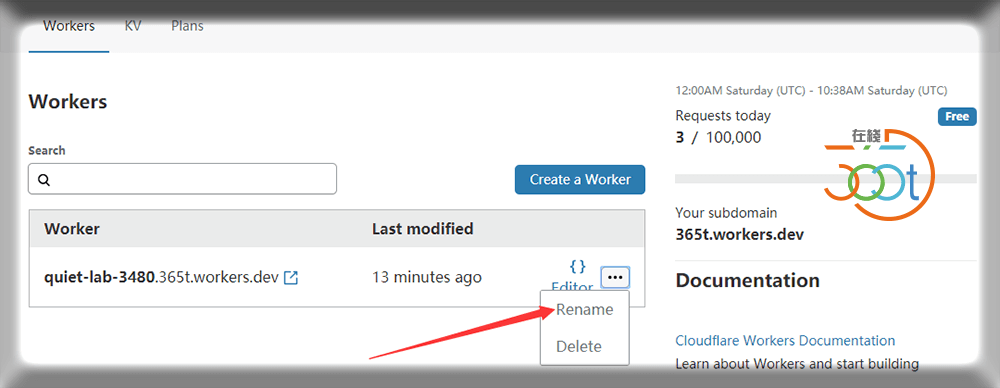 Workers KV Plans
Workers
Search
Create a Worker
Worker Last modified
quiet-lab-3480.365t.workers.dev 13 minutes ago
{ }
Editor
...
Rename
Delete
12:00AM Saturday (UTC) - 10:38AM Saturday (UTC)
Requests today Free
3 / 100,000
在綫
365t
Your subdomain
365t.workers.dev
Documentation
Cloudflare Workers Documentation
Learn about Workers and start building